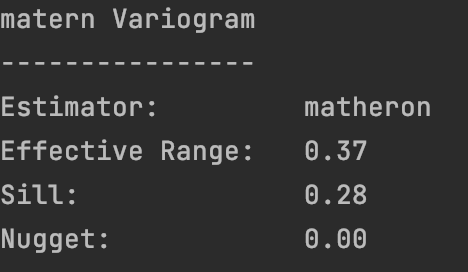 matern Variogram
----------------
Estimator: matheron
Effective Range: 0.37
Sill: 0.28
Nugget: 0.00